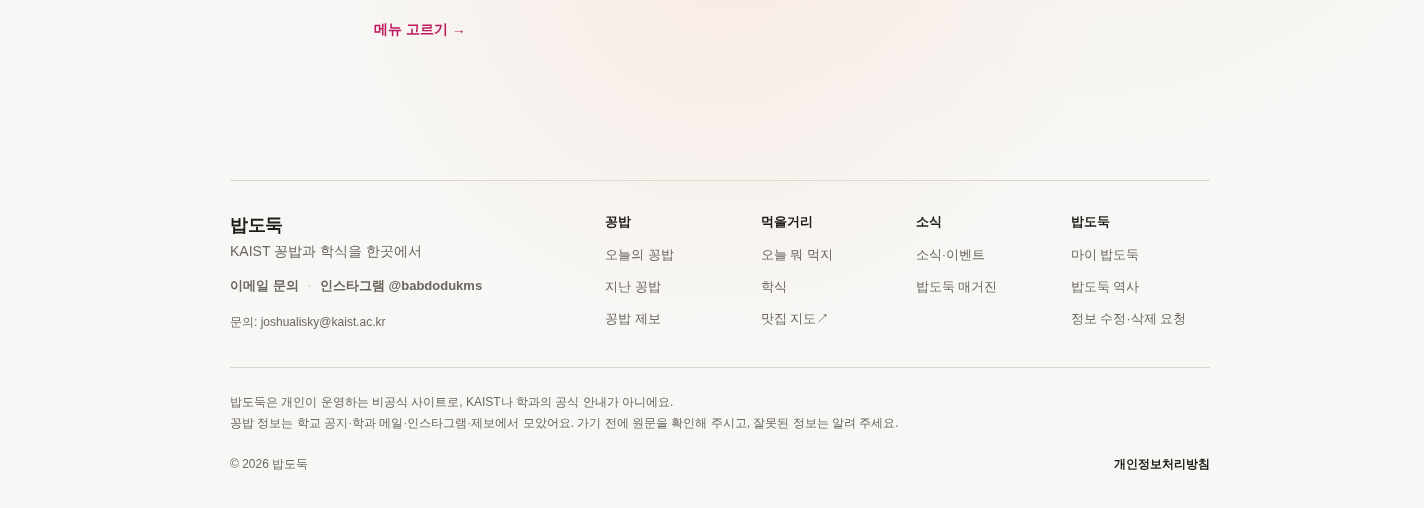 메뉴 고르기 →
밥도둑
KAIST 꽁밥과 학식을 한곳에서
이메일 문의 · 인스타그램 @babdodukms
문의: joshualisky@kaist.ac.kr
꽁밥
오늘의 꽁밥
지난 꽁밥
꽁밥 제보
먹을거리
오늘 뭐 먹지
학식
맛집 지도↗
소식
소식·이벤트
밥도둑 매거진
밥도둑
마이 밥도둑
밥도둑 역사
정보 수정·삭제 요청
밥도둑은 개인이 운영하는 비공식 사이트로, KAIST나 학과의 공식 안내가 아니에요.
꽁밥 정보는 학교 공지·학과 메일·인스타그램·제보에서 모았어요. 가기 전에 원문을 확인해 주시고, 잘못된 정보는 알려 주세요.
© 2026 밥도둑
개인정보처리방침